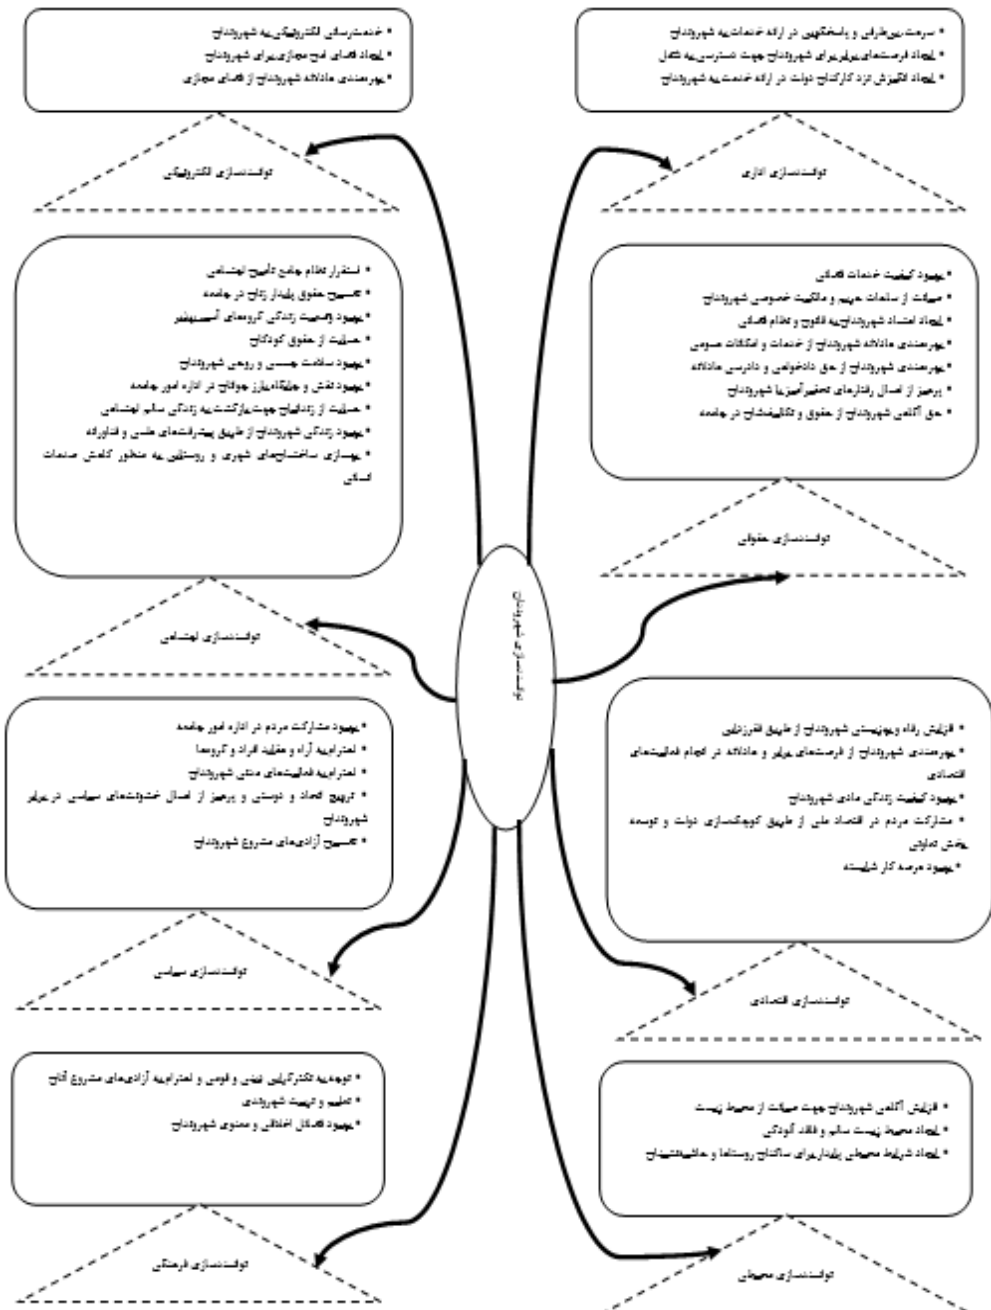 • سرعت، بی‌طرفی و پاسخگویی در ارائه خدمات به شهروندان
• ایجاد فرصت‌های برابر برای شهروندان جهت دسترسی به شغل
• ایجاد انگیزش نزد کارکنان دولت در ارائه خدمت به شهروندان
توانمندسازی اداری
• خدمت‌رسانی الکترونیکی به شهروندان
• ایجاد فضای امن مجازی برای شهروندان
• بهره‌مندی عادلانه شهروندان از فضای مجازی
توانمندسازی الکترونیکی
• بهبود کیفیت خدمات قضائی
• صیانت از ساحات حریم و مالکیت خصوصی شهروندان
• ایجاد اعتماد شهروندان به قانون و نظام قضائی
• بهره‌مندی عادلانه شهروندان از خدمات و امکانات عمومی
• بهره‌مندی شهروندان از حق دادخواهی و دادرسی عادلانه
• پرهیز از اعمال رفتارهای تحقیرآمیز با شهروندان
• حق آگاهی شهروندان از حقوق و تکالیفشان در جامعه
توانمندسازی حقوقی
• استقرار نظام جامع تأمین اجتماعی
• تضمین حقوق پایدار زنان در جامعه
• بهبود وضعیت زندگی گروه‌های آسیب‌پذیر
• حمایت از حقوق کودکان
• بهبود سلامت جسمی و روحی شهروندان
• بهبود نقش و جایگاه بارز جوانان در اداره امور جامعه
• حمایت از زندانیان جهت بازگشت به زندگی سالم اجتماعی
• بهبود زندگی شهروندان از طریق پیشرفت‌های علمی و فناورانه
• بهسازی ساختمان‌های شهری و روستایی به منظور کاهش صدمات
انسانی
توانمندسازی اجتماعی
توانمندسازی شهروندان
• افزایش رفاه و بهزیستی شهروندان از طریق فقرزدایی
• بهره‌مندی شهروندان از فرصت‌های برابر و عادلانه در انجام فعالیت‌های
اقتصادی
• بهبود کیفیت زندگی مادی شهروندان
• مشارکت مردم در اقتصاد ملی از طریق کوچک‌سازی دولت و توسعه
بخش تعاونی
• بهبود عرصه کار شایسته
توانمندسازی اقتصادی
• بهبود مشارکت مردم در اداره امور جامعه
• احترام به آراء و عقاید افراد و گروه‌ها
• احترام به فعالیت‌های مدنی شهروندان
• ترویج اتحاد و دوستی و پرهیز از اعمال خشونت‌های سیاسی در برابر
شهروندان
• تضمین آزادی‌های مشروع شهروندان
توانمندسازی سیاسی
• افزایش آگاهی شهروندان جهت صیانت از محیط زیست
• ایجاد محیط زیست سالم و فاقد آلودگی
• ایجاد شرایط محیطی پایدار برای ساکنان روستاها و حاشیه‌نشینان
توانمندسازی محیطی
• توجه به تکثرگرایی دینی و قومی و احترام به آزادی‌های مشروع آنان
• تعلیم و تربیت شهروندی
• بهبود فضائل اخلاقی و معنوی شهروندان
توانمندسازی فرهنگی